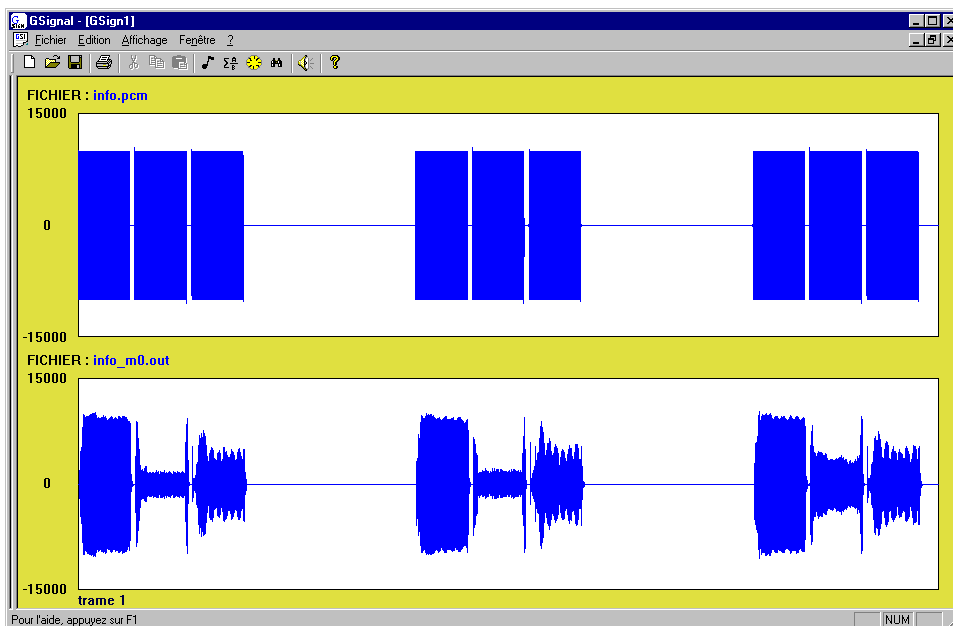 GSignal - [GSign1]
Fichier Edition Affichage Fenêtre ?
FICHIER : info.pcm
15000
0
-15000
FICHIER : info_m0.out
15000
0
-15000
trame 1
Pour l'aide, appuyez sur F1
NUM